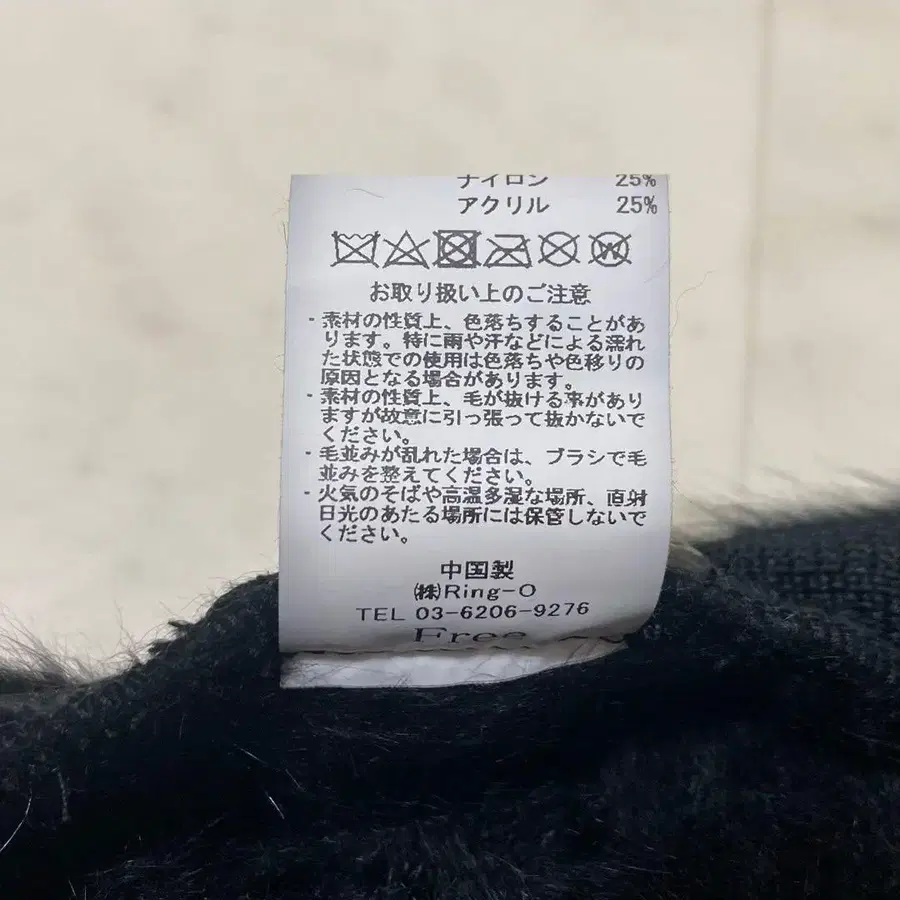 ナイロン 25%
アクリル 25%
お取り扱い上のご注意
・素材の性質上、色落ちすることがあ
ります。特に雨や汗などによる濡れ
た状態での使用は色落ちや色移りの
原因となる場合があります。
・素材の性質上、毛が抜ける事があり
ますが故意に引っ張って抜かないで
ください。
・毛並みが乱れた場合は、ブラシで毛
並みを整えてください。
・火気のそばや高温多湿な場所、直射
日光のあたる場所には保管しないで
ください。
中国製
㈱Ring-O
TEL 03-6206-9276
Free